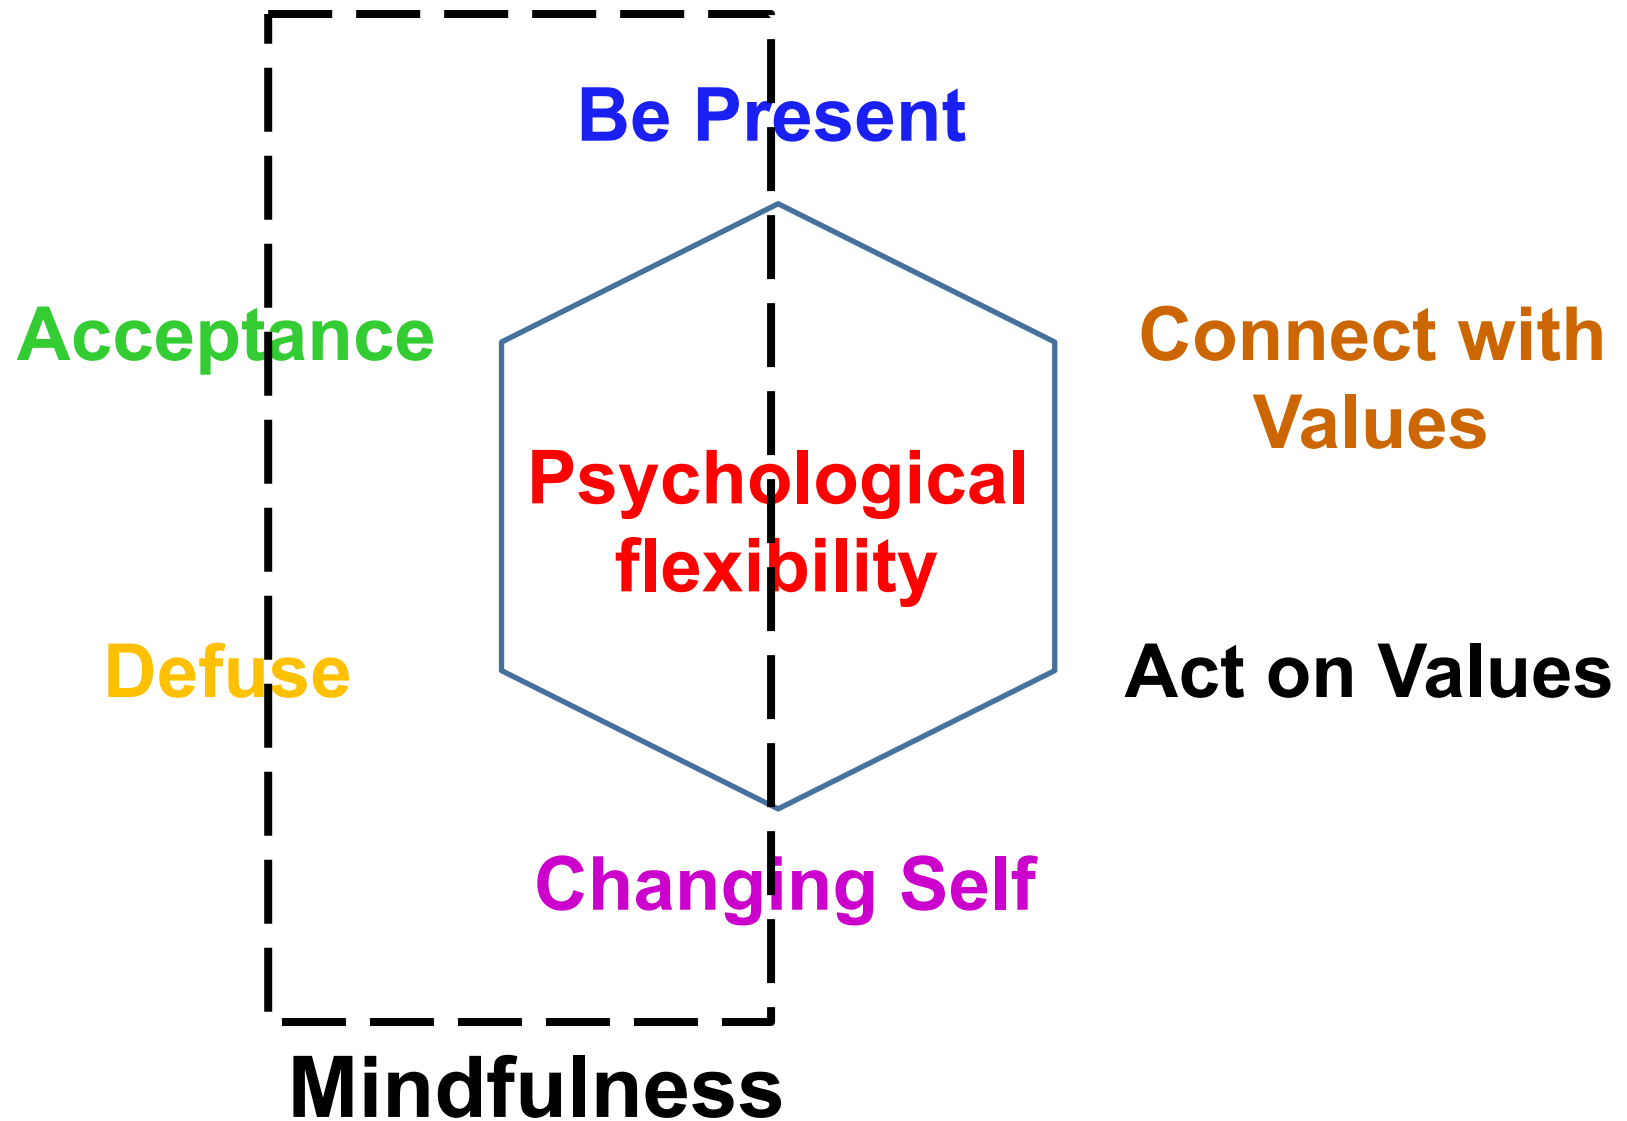 Be Present
Acceptance
Connect with
Values
Psychological
flexibility
Defuse
Act on Values
Changing Self
Mindfulness